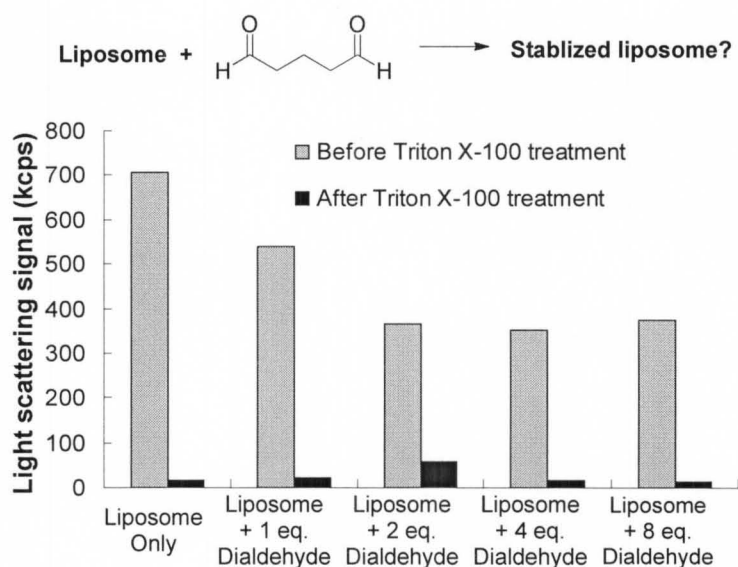 O O
Liposome + H H Stablized liposome?
Light scattering signal (kcps)
800
700
600
500
400
300
200
100
0
Before Triton X-100 treatment
After Triton X-100 treatment
Liposome
Only
Liposome
+ 1 eq.
Dialdehyde
Liposome
+ 2 eq.
Dialdehyde
Liposome
+ 4 eq.
Dialdehyde
Liposome
+ 8 eq.
Dialdehyde